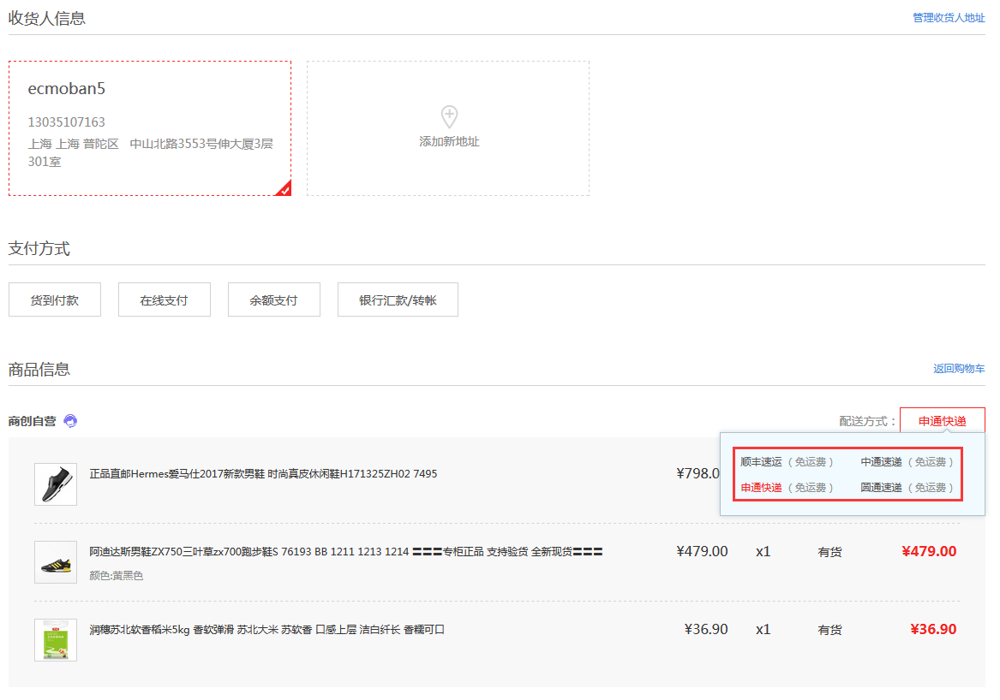 收货人信息
管理收货人地址
ecmoban5
13035107163
上海 上海 普陀区 中山北路3553号伸大厦3层
301室
添加新地址
支付方式
货到付款
在线支付
余额支付
银行汇款/转帐
商品信息
返回购物车
商创自营
配送方式：
申通快递
顺丰速运（免运费）
中通速递（免运费）
申通快递（免运费）
圆通速递（免运费）
正品直邮Hermes爱马仕2017新款男鞋 时尚真皮休闲鞋H171325ZH02 7495
¥798.0
阿迪达斯男鞋ZX750三叶草zx700跑步鞋S 76193 BB 1211 1213 1214 〓〓〓专柜正品 支持验货 全新现货〓〓〓
¥479.00 x1 有货 ¥479.00
颜色:黄黑色
润穗苏北软香稻米5kg 香软弹滑 苏北大米 苏软香 口感上层 洁白纤长 香糯可口
¥36.90 x1 有货 ¥36.90